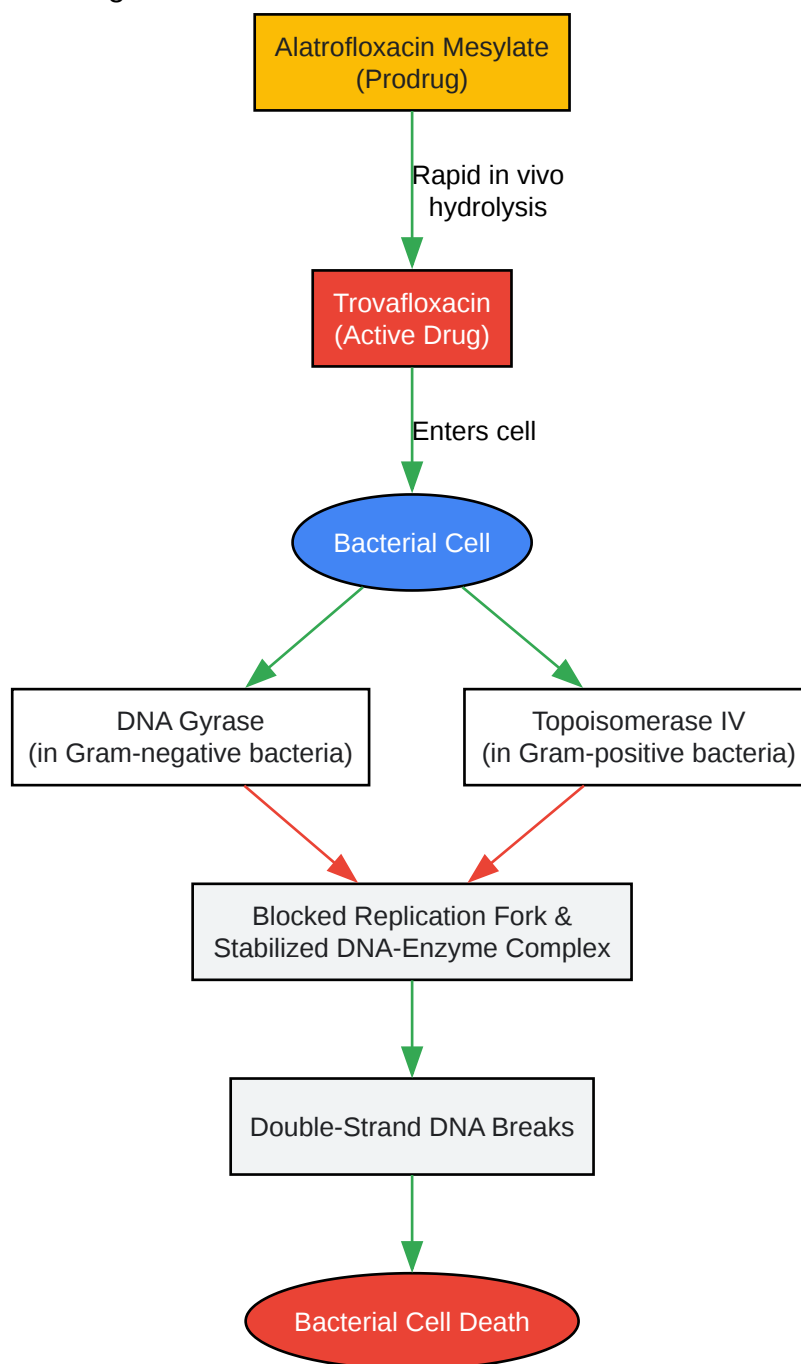 Alatrofloxacin Mesylate
(Prodrug)
Rapid in vivo
hydrolysis
Trovafloxacin
(Active Drug)
Enters cell
Bacterial Cell
DNA Gyrase
(in Gram-negative bacteria)
Topoisomerase IV
(in Gram-positive bacteria)
Blocked Replication Fork &
Stabilized DNA-Enzyme Complex
Double-Strand DNA Breaks
Bacterial Cell Death